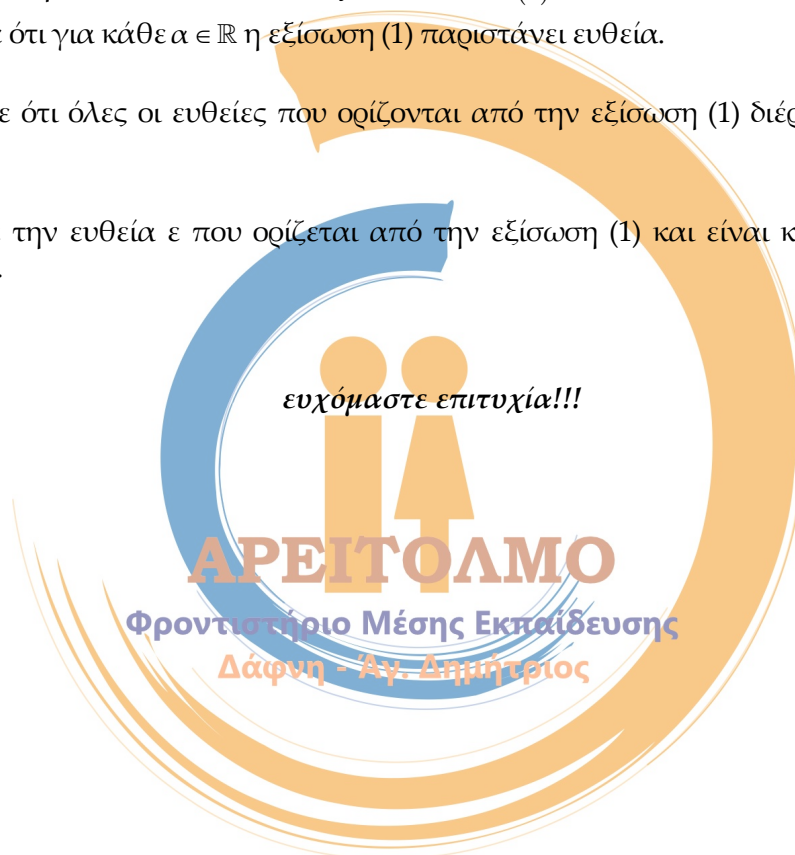 ότι για κάθε α ∈ ℝ η εξίσωση (1) παριστάνει ευθεία.
ότι όλες οι ευθείες που ορίζονται από την εξίσωση (1)
την ευθεία ε που ορίζεται από την εξίσωση (1) και είναι
ευχόμαστε επιτυχία!!!
ΑΡΕΙΤΟΛΜΟ
Φροντιστήριο Μέσης Εκπαίδευσης
Δάφνη - Άγ. Δημήτριος